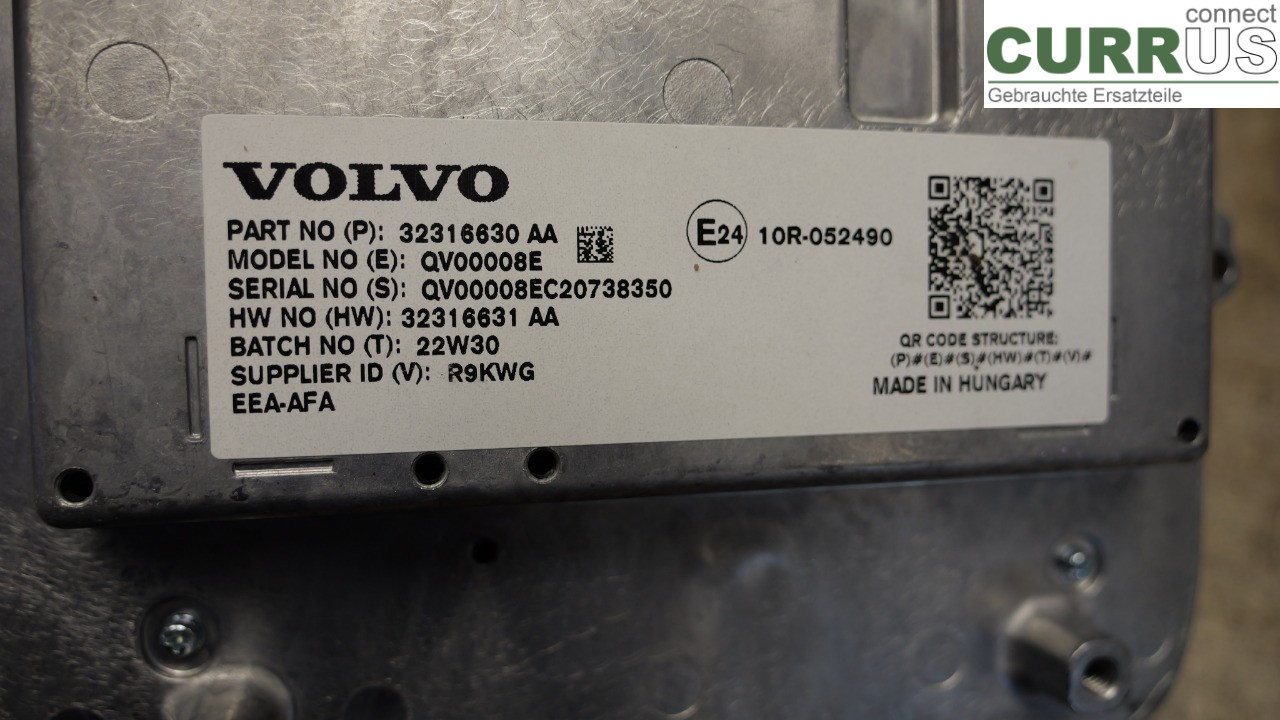 connect
CURRUS
Gebrauchte Ersatzteile
VOLVO
PART NO (P): 32316630 AA
MODEL NO (E): QV00008E
SERIAL NO (S): QV00008EC20738350
HW NO (HW): 32316631 AA
BATCH NO (T): 22W30
SUPPLIER ID (V): R9KWG
EEA-AFA
E24 10R-052490
QR CODE STRUCTURE:
(P)#(E)#(S)#(HW)#(T)#(V)#
MADE IN HUNGARY